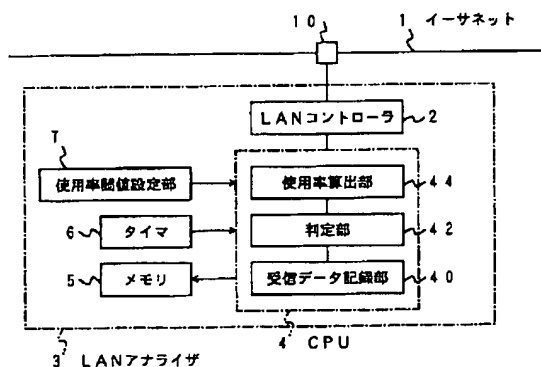 10
1 イーサネット
LANコントローラ 2
7
使用率閾値設定部
使用率算出部 44
6 タイマ
判定部 42
5 メモリ
受信データ記録部 40
3 LANアナライザ
4 CPU